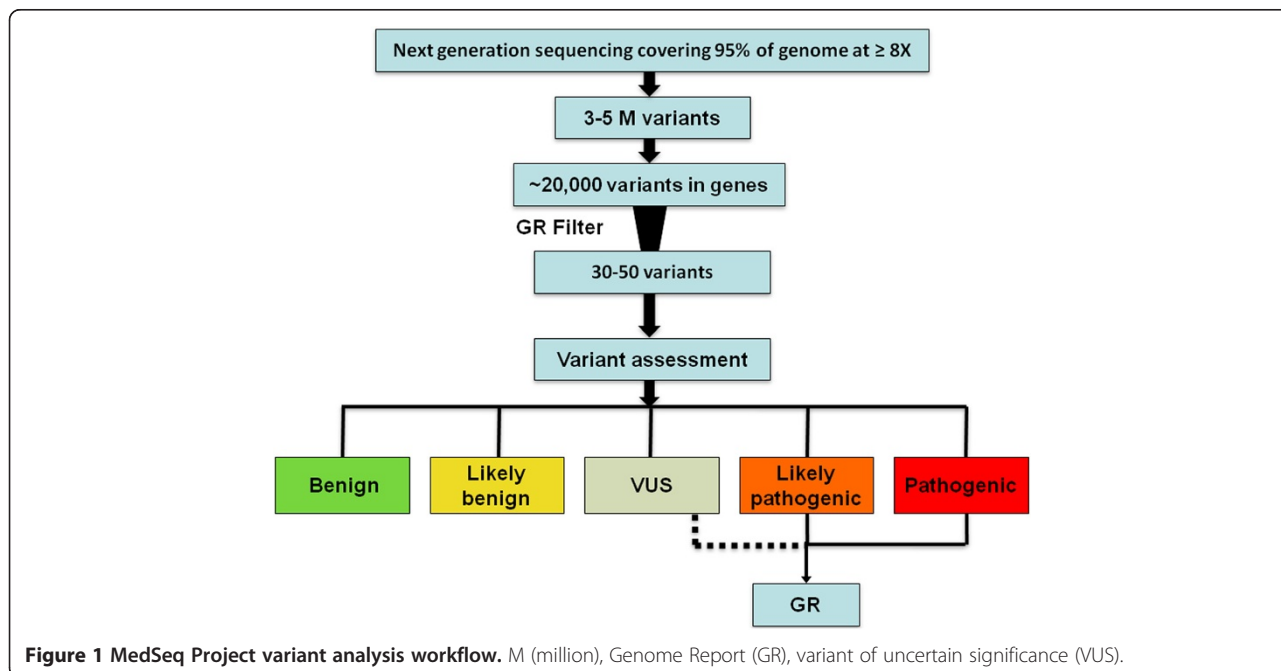 Next generation sequencing covering 95% of genome at ≥ 8X
3-5 M variants
~20,000 variants in genes
GR Filter
30-50 variants
Variant assessment
Benign
Likely
benign
VUS
Likely
pathogenic
Pathogenic
GR
Figure 1 MedSeq Project variant analysis workflow. M (million), Genome Report (GR), variant of uncertain significance (VUS).